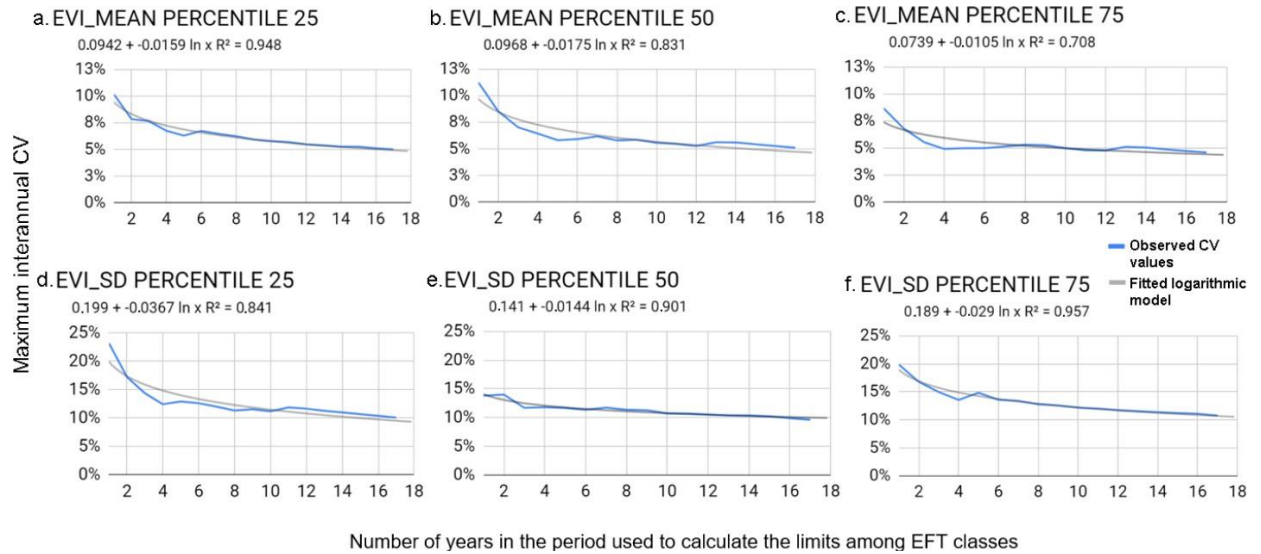 a. EVI_MEAN PERCENTILE 25
0.0942 + -0.0159 ln x R² = 0.948
13%
10%
8%
5%
3%
0%
2 4 6 8 10 12 14 16 18
b. EVI_MEAN PERCENTILE 50
0.0968 + -0.0175 ln x R² = 0.831
13%
10%
8%
5%
3%
0%
2 4 6 8 10 12 14 16 18
c. EVI_MEAN PERCENTILE 75
0.0739 + -0.0105 ln x R² = 0.708
13%
10%
8%
5%
3%
0%
2 4 6 8 10 12 14 16 18
Maximum interannual CV
Observed CV
values
Fitted logarithmic
model
d. EVI_SD PERCENTILE 25
0.199 + -0.0367 ln x R² = 0.841
25%
20%
15%
10%
5%
0%
2 4 6 8 10 12 14 16 18
e. EVI_SD PERCENTILE 50
0.141 + -0.0144 ln x R² = 0.901
25%
20%
15%
10%
5%
0%
2 4 6 8 10 12 14 16 18
f. EVI_SD PERCENTILE 75
0.189 + -0.029 ln x R² = 0.957
25%
20%
15%
10%
5%
0%
2 4 6 8 10 12 14 16 18
Number of years in the period used to calculate the limits among EFT classes